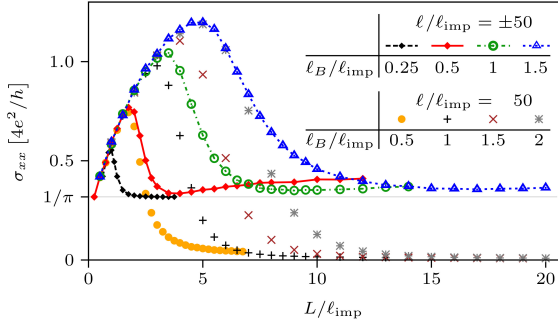 ℓ/ℓ_imp = ±50
ℓ_B/ℓ_imp 0.25 0.5 1 1.5
ℓ/ℓ_imp = 50
ℓ_B/ℓ_imp 0.5 1 1.5 2
σ_xx [4e²/h]
1.0
0.5
1/π
0
0 5 10 15 20
L/ℓ_imp